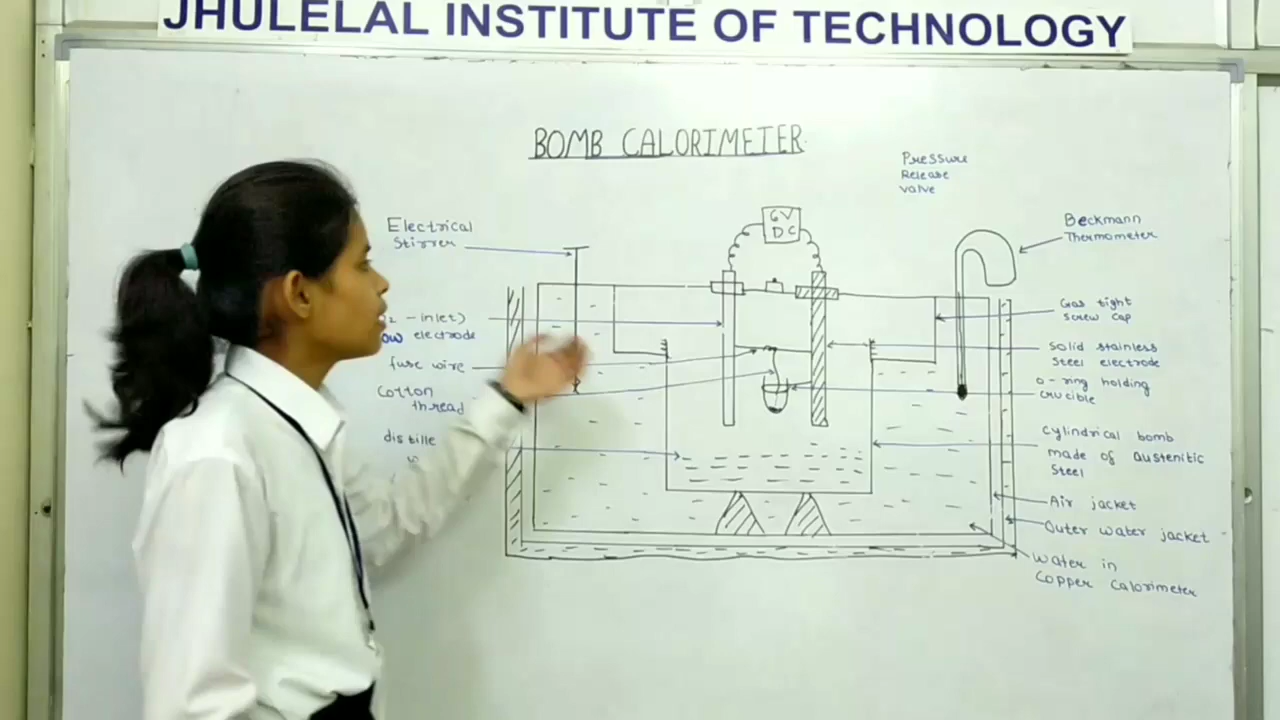 JHULELAL INSTITUTE OF TECHNOLOGY
BOMB CALORIMETER
Pressure
Release
valve
Electrical
Stirrer
6V
DC
Beckmann
Thermometer
-inlet)
electrode
fuse wire
Cotton
thread
distille
Gas tight
Screw cap
Solid stainless
Steel electrode
O-ring holding
crucible
Cylindrical bomb
made of austenitic
Steel
Air jacket
Outer water jacket
Water in
Copper Calorimeter